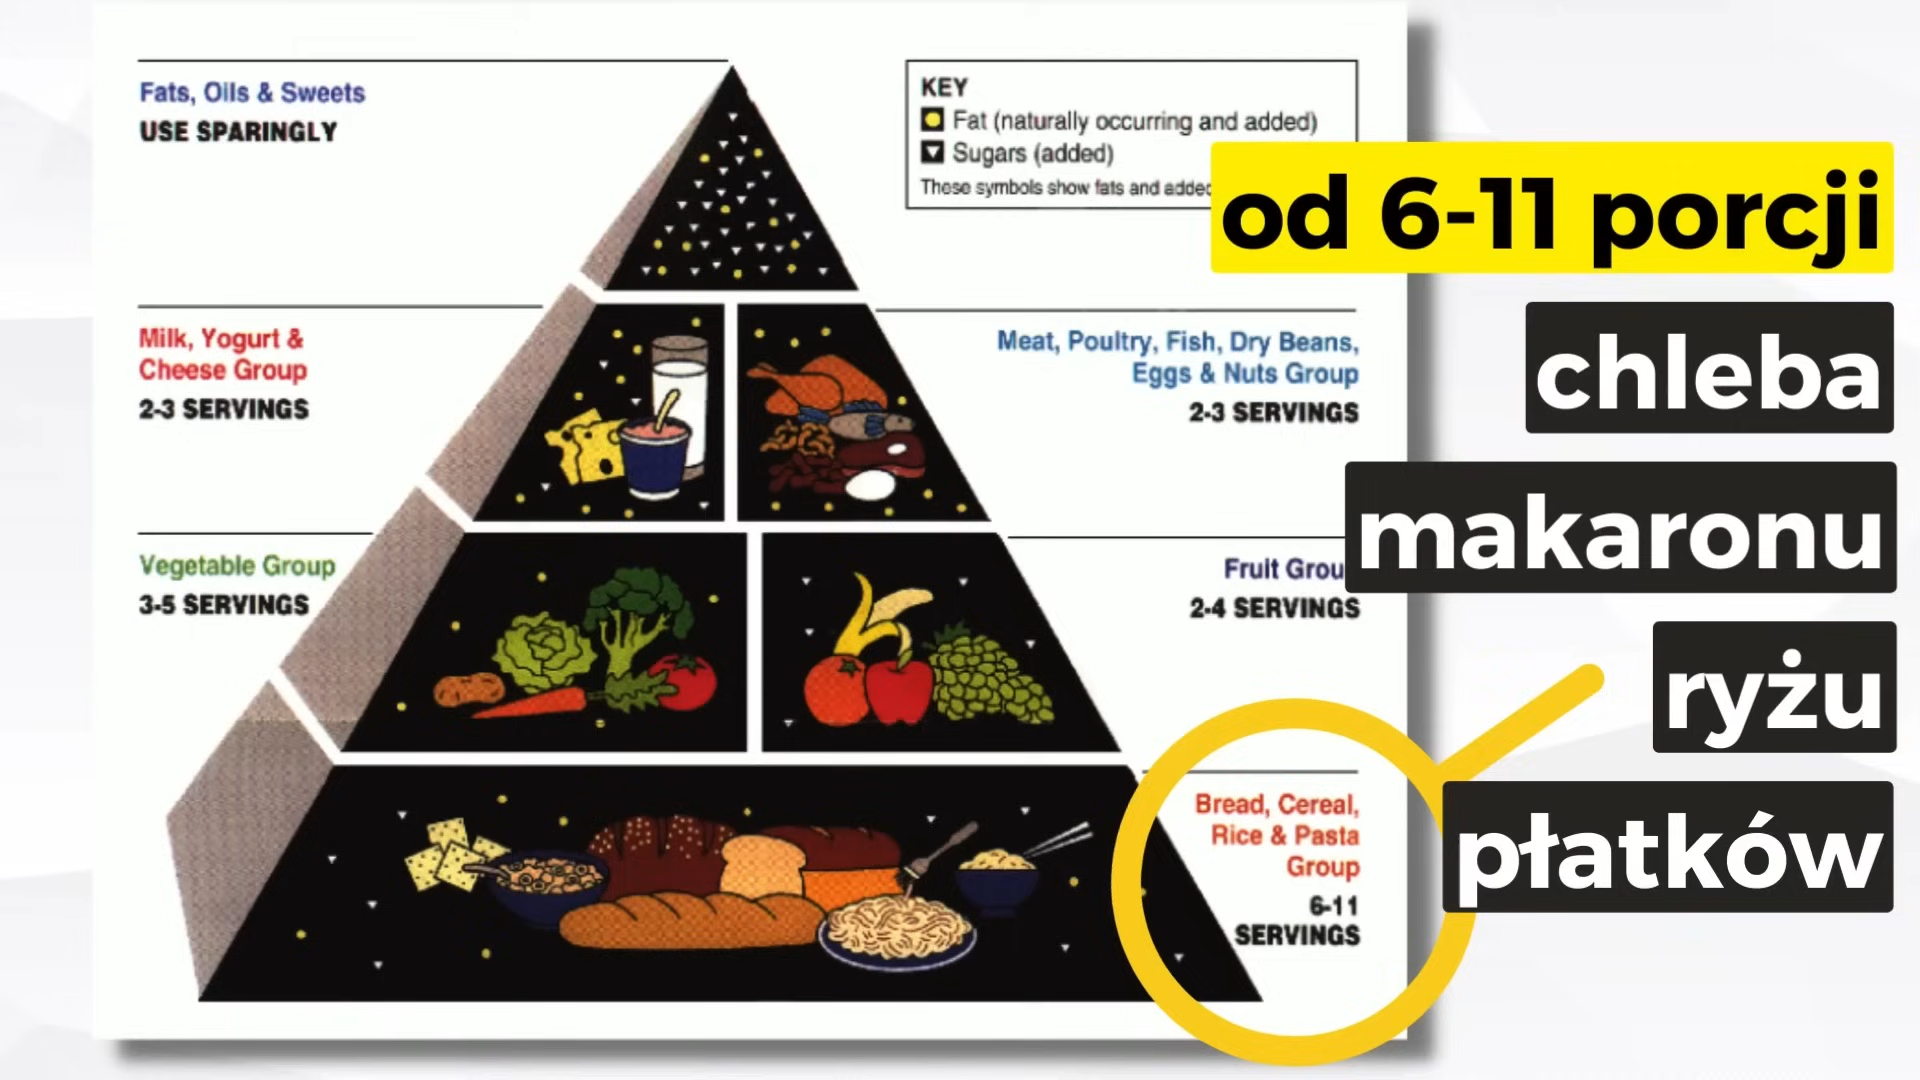 Fats, Oils & Sweets
USE SPARINGLY
KEY
Fat (naturally occurring and added)
Sugars (added)
These symbols show fats and added
od 6-11 porcji
chleba
makaronu
ryżu
płatków
Milk, Yogurt &
Cheese Group
2-3 SERVINGS
Meat, Poultry, Fish, Dry Beans,
Eggs & Nuts Group
2-3 SERVINGS
Vegetable Group
3-5 SERVINGS
Fruit Grou
2-4 SERVINGS
Bread, Cereal,
Rice & Pasta
Group
6-11
SERVINGS